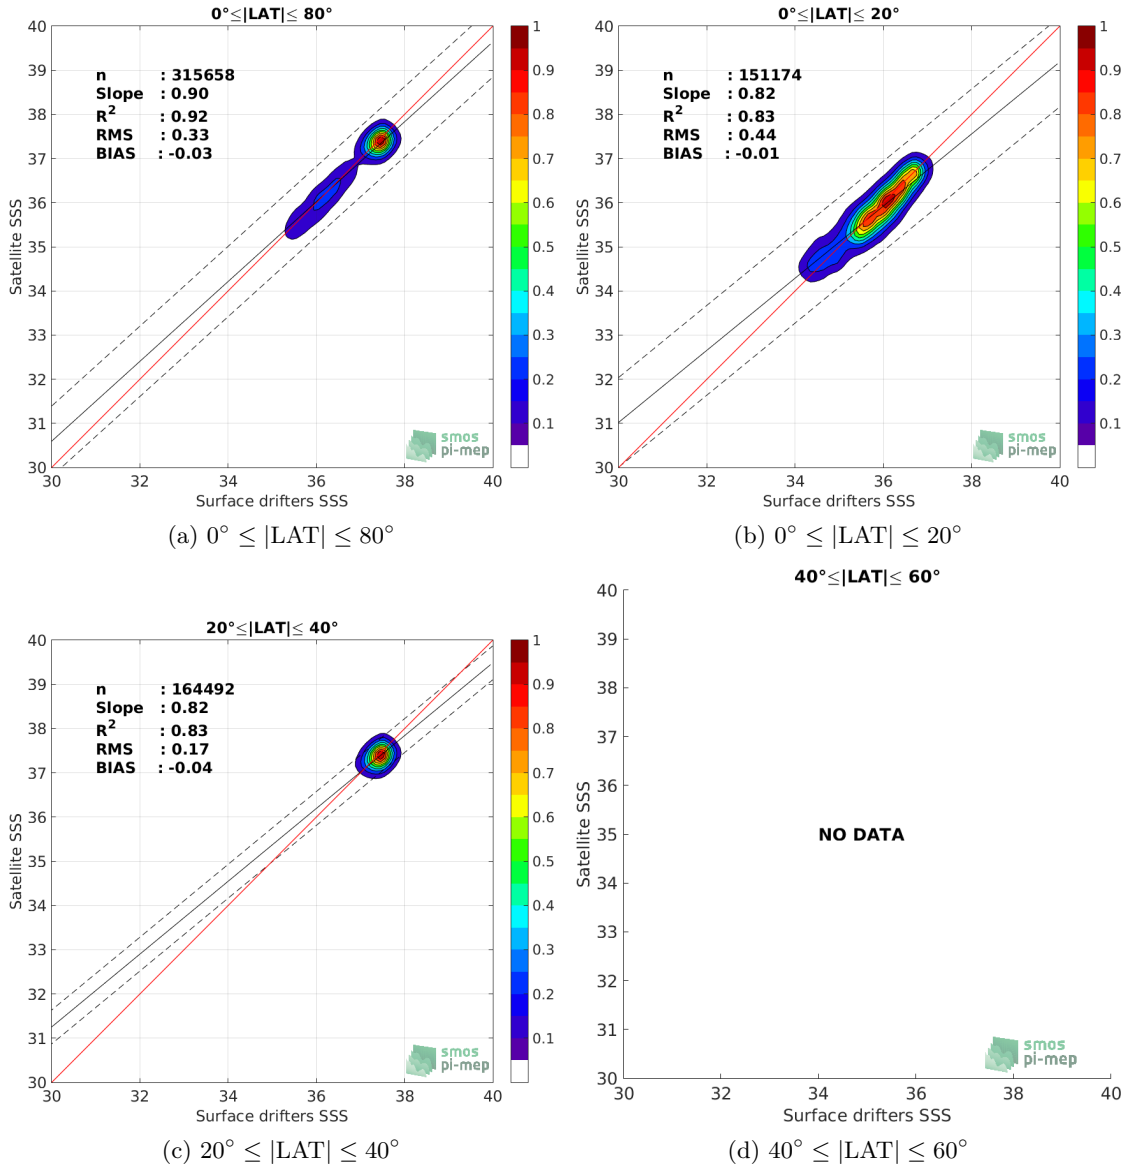 0°≤|LAT|≤ 80°
n : 315658
Slope : 0.90
R² : 0.92
RMS : 0.33
BIAS : -0.03
40
39
38
37
36
35
34
33
32
31
30
30 32 34 36 38 40
Satellite SSS
Surface drifters SSS
1
0.9
0.8
0.7
0.6
0.5
0.4
0.3
0.2
0.1
smos
pi-mep
(a) 0° ≤ |LAT| ≤ 80°
0°≤|LAT|≤ 20°
n : 151174
Slope : 0.82
R² : 0.83
RMS : 0.44
BIAS : -0.01
40
39
38
37
36
35
34
33
32
31
30
30 32 34 36 38 40
Satellite SSS
Surface drifters SSS
1
0.9
0.8
0.7
0.6
0.5
0.4
0.3
0.2
0.1
smos
pi-mep
(b) 0° ≤ |LAT| ≤ 20°
20°≤|LAT|≤ 40°
n : 164492
Slope : 0.82
R² : 0.83
RMS : 0.17
BIAS : -0.04
40
39
38
37
36
35
34
33
32
31
30
30 32 34 36 38 40
Satellite SSS
Surface drifters SSS
1
0.9
0.8
0.7
0.6
0.5
0.4
0.3
0.2
0.1
smos
pi-mep
(c) 20° ≤ |LAT| ≤ 40°
40°≤|LAT|≤ 60°
40
39
38
37
36
35
34
33
32
31
30
30 32 34 36 38 40
Satellite SSS
NO DATA
Surface drifters SSS
smos
pi-mep
(d) 40° ≤ |LAT| ≤ 60°